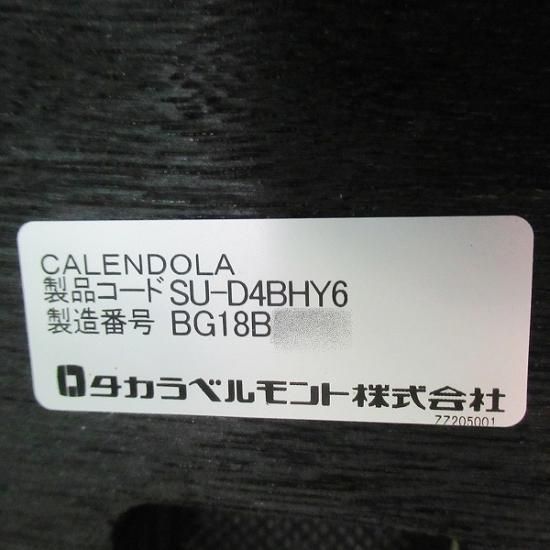 CALENDOLA
製品コード SU-D4BHY6
製造番号 BG18B
タカラベルモント株式会社
ZZ205001